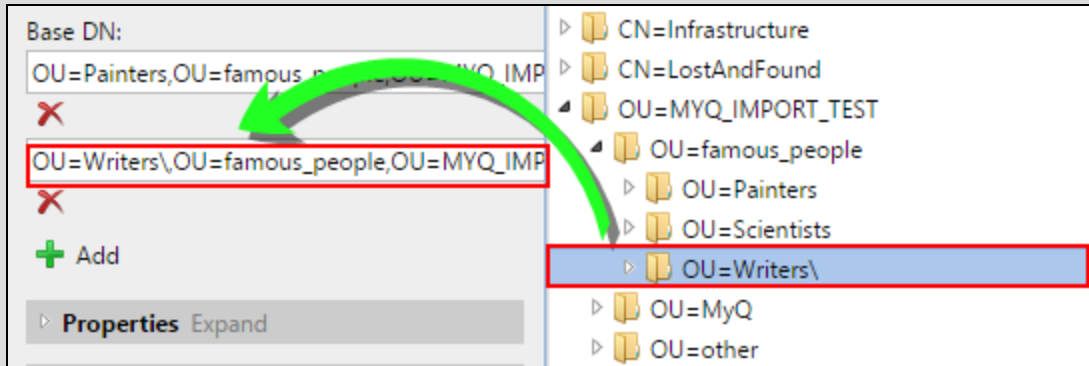 Base DN:
OU=Painters,OU=famous_people,OU=MYQ_IMP
OU=Writers\,OU=famous_people,OU=MYQ_IMP
Add
Properties Expand
CN=Infrastructure
CN=LostAndFound
OU=MYQ_IMPORT_TEST
OU=famous_people
OU=Painters
OU=Scientists
OU=Writers\
OU=MyQ
OU=other